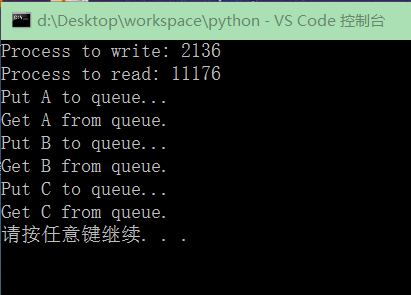 d:\Desktop\workspace\python - VS Code 控制台
Process to write: 2136
Process to read: 11176
Put A to queue...
Get A from queue.
Put B to queue...
Get B from queue.
Put C to queue...
Get C from queue.
请按任意键继续. . .